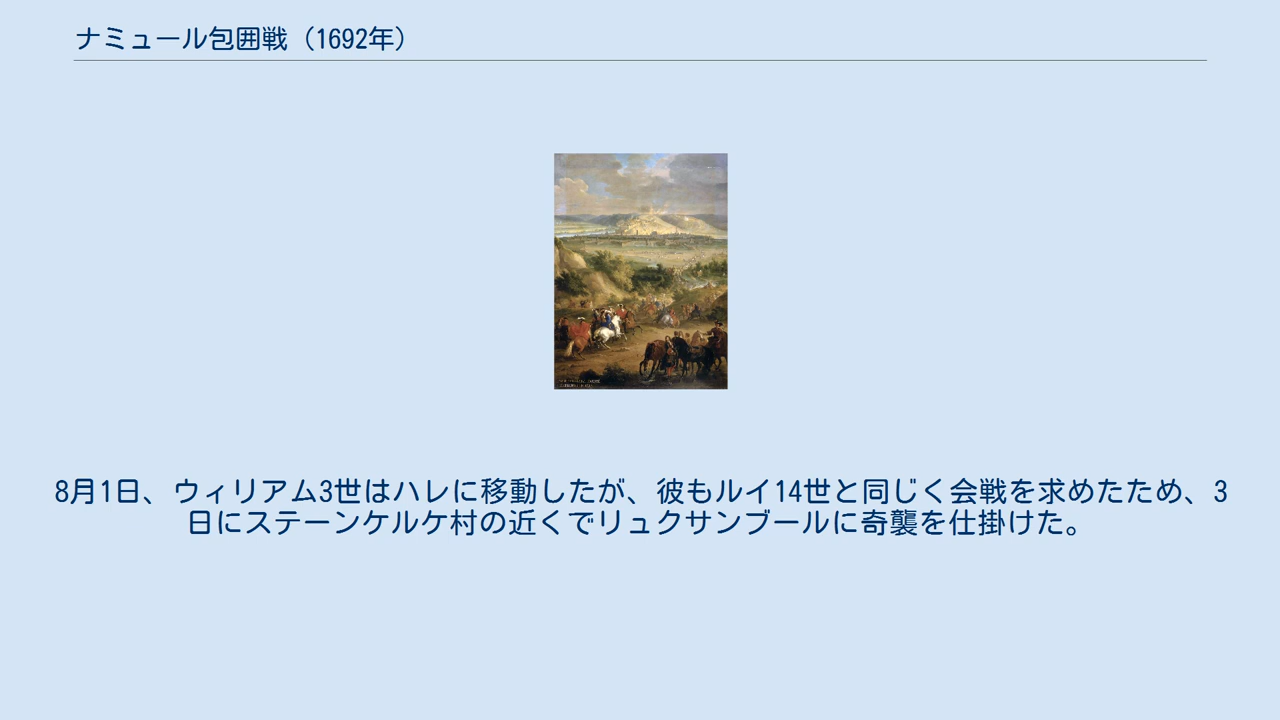 ナミュール包囲戦（1692年）
8月1日、ウィリアム3世はハレに移動したが、彼もルイ14世と同じく会戦を求めたため、3
日にステーンケルケ村の近くでリュクサンブールに奇襲を仕掛けた。